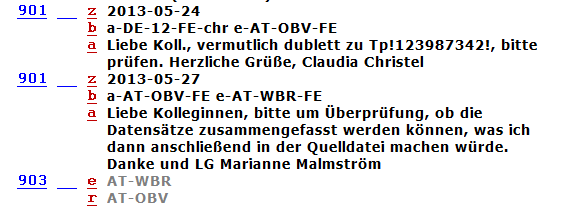 901 __ z 2013-05-24
b a-DE-12-FE-chr e-AT-OBV-FE
a Liebe Koll., vermutlich dublett zu Tp!123987342!, bitte
prüfen. Herzliche Grüße, Claudia Christel
901 __ z 2013-05-27
b a-AT-OBV-FE e-AT-WBR-FE
a Liebe Kolleginnen, bitte um Überprüfung, ob die
Datensätze zusammengefasst werden können, was ich
dann anschließend in der Quelldatei machen würde.
Danke und LG Marianne Malmström
903 __ e AT-WBR
r AT-OBV